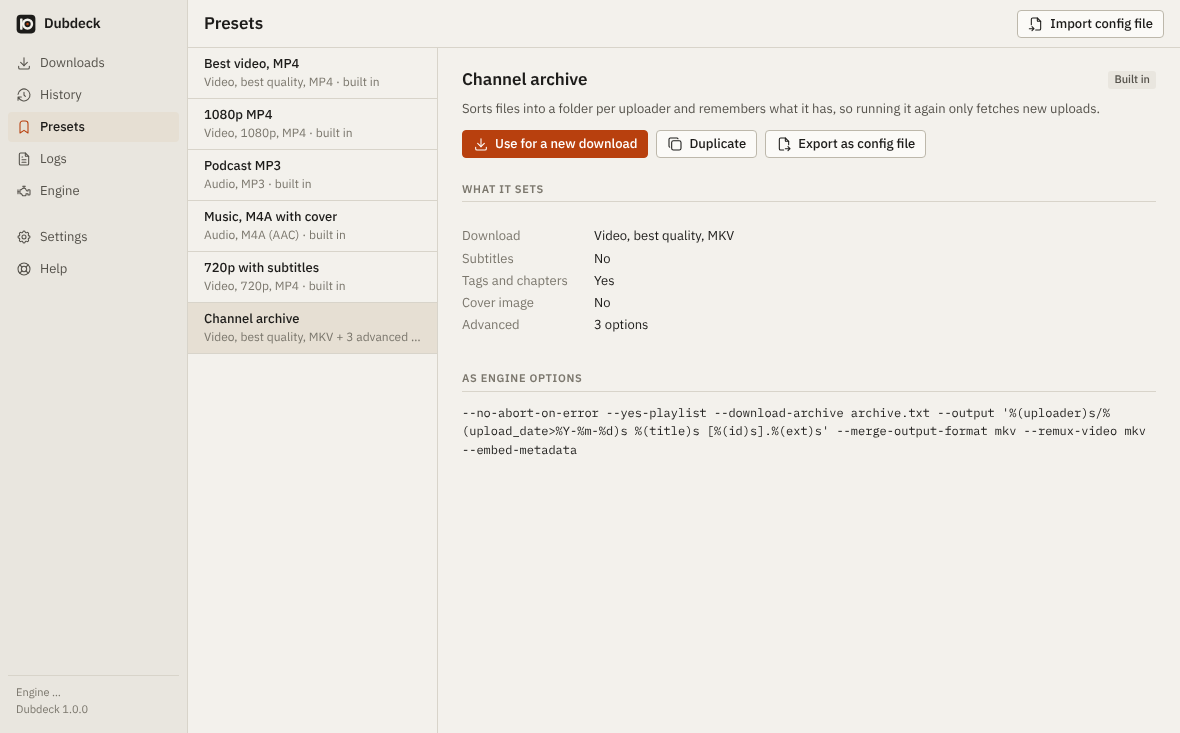 Dubdeck
Downloads
History
Presets
Logs
Engine
Settings
Help
Engine ...
Dubdeck 1.0.0
Presets
Import config file
Best video, MP4
Video, best quality, MP4 · built in
1080p MP4
Video, 1080p, MP4 · built in
Podcast MP3
Audio, MP3 · built in
Music, M4A with cover
Audio, M4A (AAC) · built in
720p with subtitles
Video, 720p, MP4 · built in
Channel archive
Video, best quality, MKV + 3 advanced ...
Channel archive
Built in
Sorts files into a folder per uploader and remembers what it has, so running it again only fetches new uploads.
Use for a new download
Duplicate
Export as config file
WHAT IT SETS
Download Video, best quality, MKV
Subtitles No
Tags and chapters Yes
Cover image No
Advanced 3 options
AS ENGINE OPTIONS
--no-abort-on-error --yes-playlist --download-archive archive.txt --output '%(uploader)s/%
(upload_date>%Y-%m-%d)s %(title)s [%(id)s].%(ext)s' --merge-output-format mkv --remux-video mkv
--embed-metadata